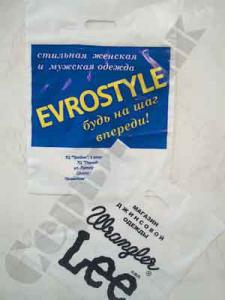 стильная женская
и мужская одежда
EVROSTYLE
будь на шаг
впереди!
МАГАЗИН
ДЖИНСОВОЙ
ОДЕЖДЫ
Wrangler
Lee